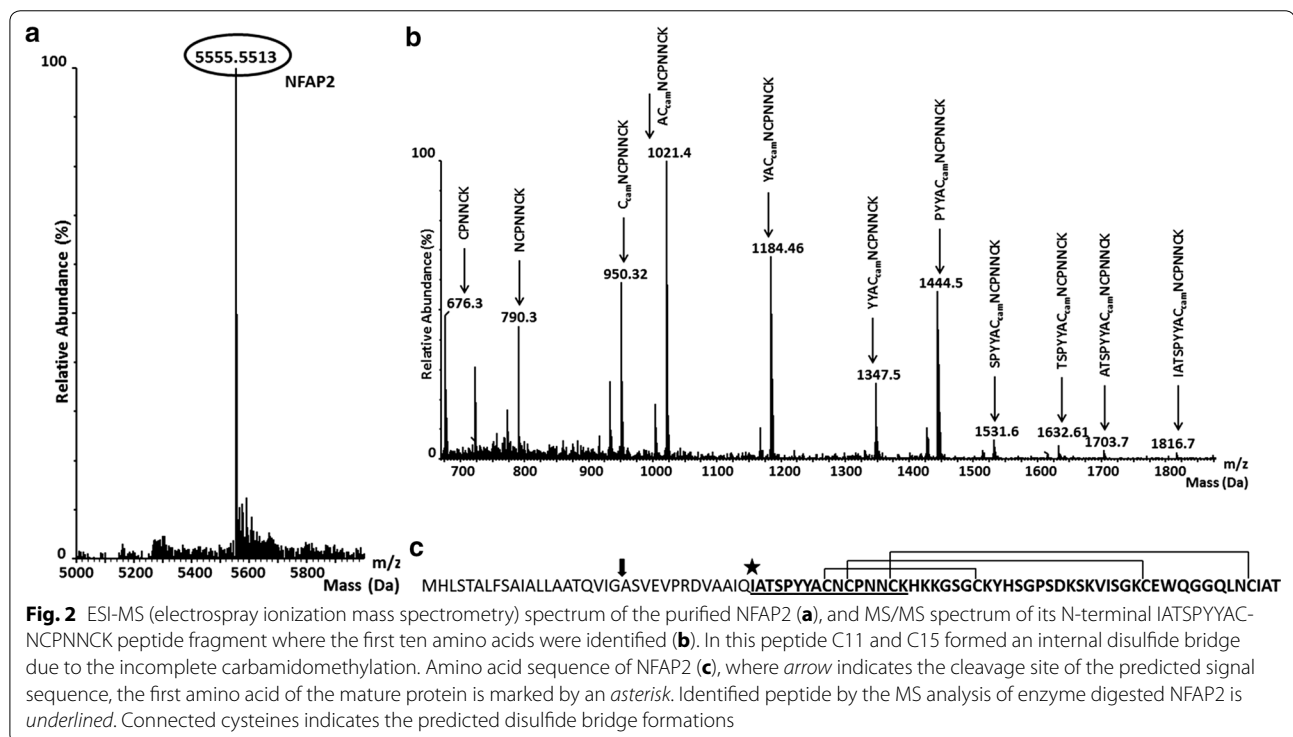 a
5555.5513
NFAP2
100
Relative Abundance (%)
0
5000 5200 5400 5600 5800 m/z
Mass (Da)
b
100
Relative Abundance (%)
0
CPNNCK
676.3
NCPNNCK
790.3
CcamNCPNNCK
950.32
ACcamNCPNNCK
1021.4
YACcamNCPNNCK
1184.46
YYACcamNCPNNCK
1347.5
PYYACcamNCPNNCK
1444.5
SPYYACcamNCPNNCK
1531.6
TSPYYACcamNCPNNCK
1632.61
ATSPYYACcamNCPNNCK
1703.7
IATSPYYACcamNCPNNCK
1816.7
700 800 900 1000 1100 1200 1300 1400 1500 1600 1700 1800 m/z
Mass (Da)
c
MHLSTALFSAIALLAATQVIGASVEVPRDVAAIQIATSPYYACNCPNNCKHKKGSGCKYHSGPSDKSKVISGKCEWQGGQLNCIAT
Fig. 2 ESI-MS (electrospray ionization mass spectrometry) spectrum of the purified NFAP2 (a), and MS/MS spectrum of its N-terminal IATSPYYAC-
NCPNNCK peptide fragment where the first ten amino acids were identified (b). In this peptide C11 and C15 formed an internal disulfide bridge
due to the incomplete carbamidomethylation. Amino acid sequence of NFAP2 (c), where arrow indicates the cleavage site of the predicted signal
sequence, the first amino acid of the mature protein is marked by an asterisk. Identified peptide by the MS analysis of enzyme digested NFAP2 is
underlined. Connected cysteines indicates the predicted disulfide bridge formations